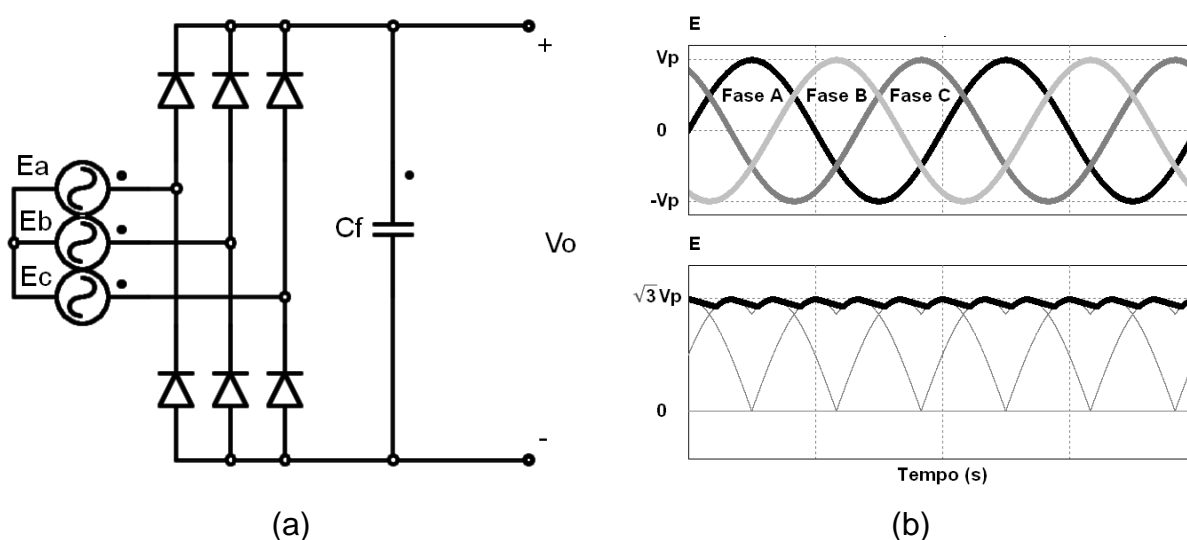 Ea
Eb
Ec
Cf
+
Vo
-
(a)
E
Vp
0
-Vp
Fase A
Fase B
Fase C
E
√3 Vp
0
Tempo (s)
(b)